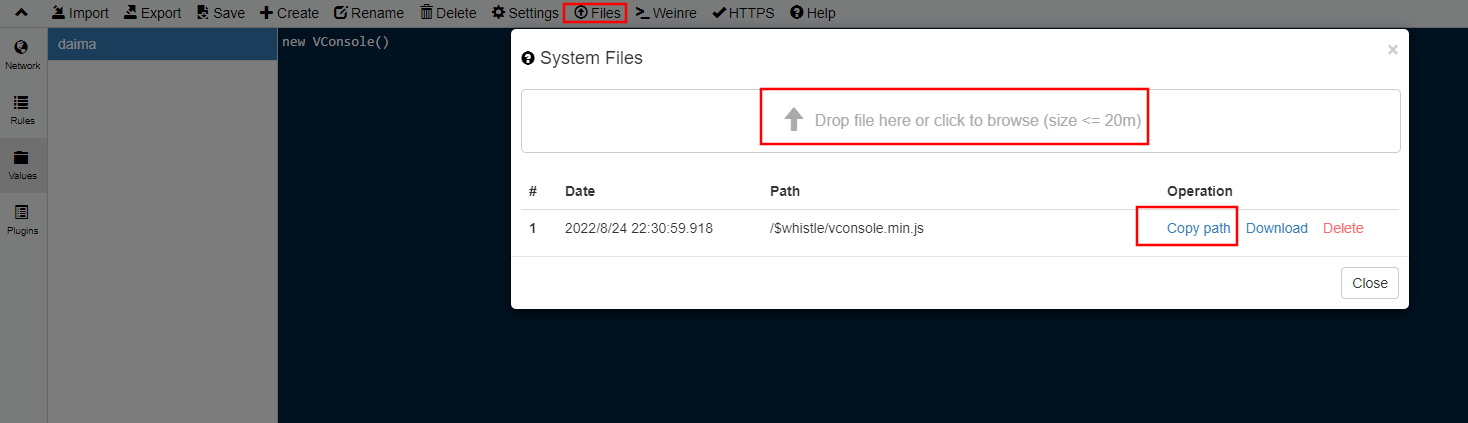 Import Export Save Create Rename Delete Settings Files Weinre HTTPS Help
Network
Rules
Values
Plugins
daima
new VConsole()
System Files
×
Drop file here or click to browse (size <= 20m)
# Date Path Operation
1 2022/8/24 22:30:59.918 /$whistle/vconsole.min.js Copy path Download Delete
Close